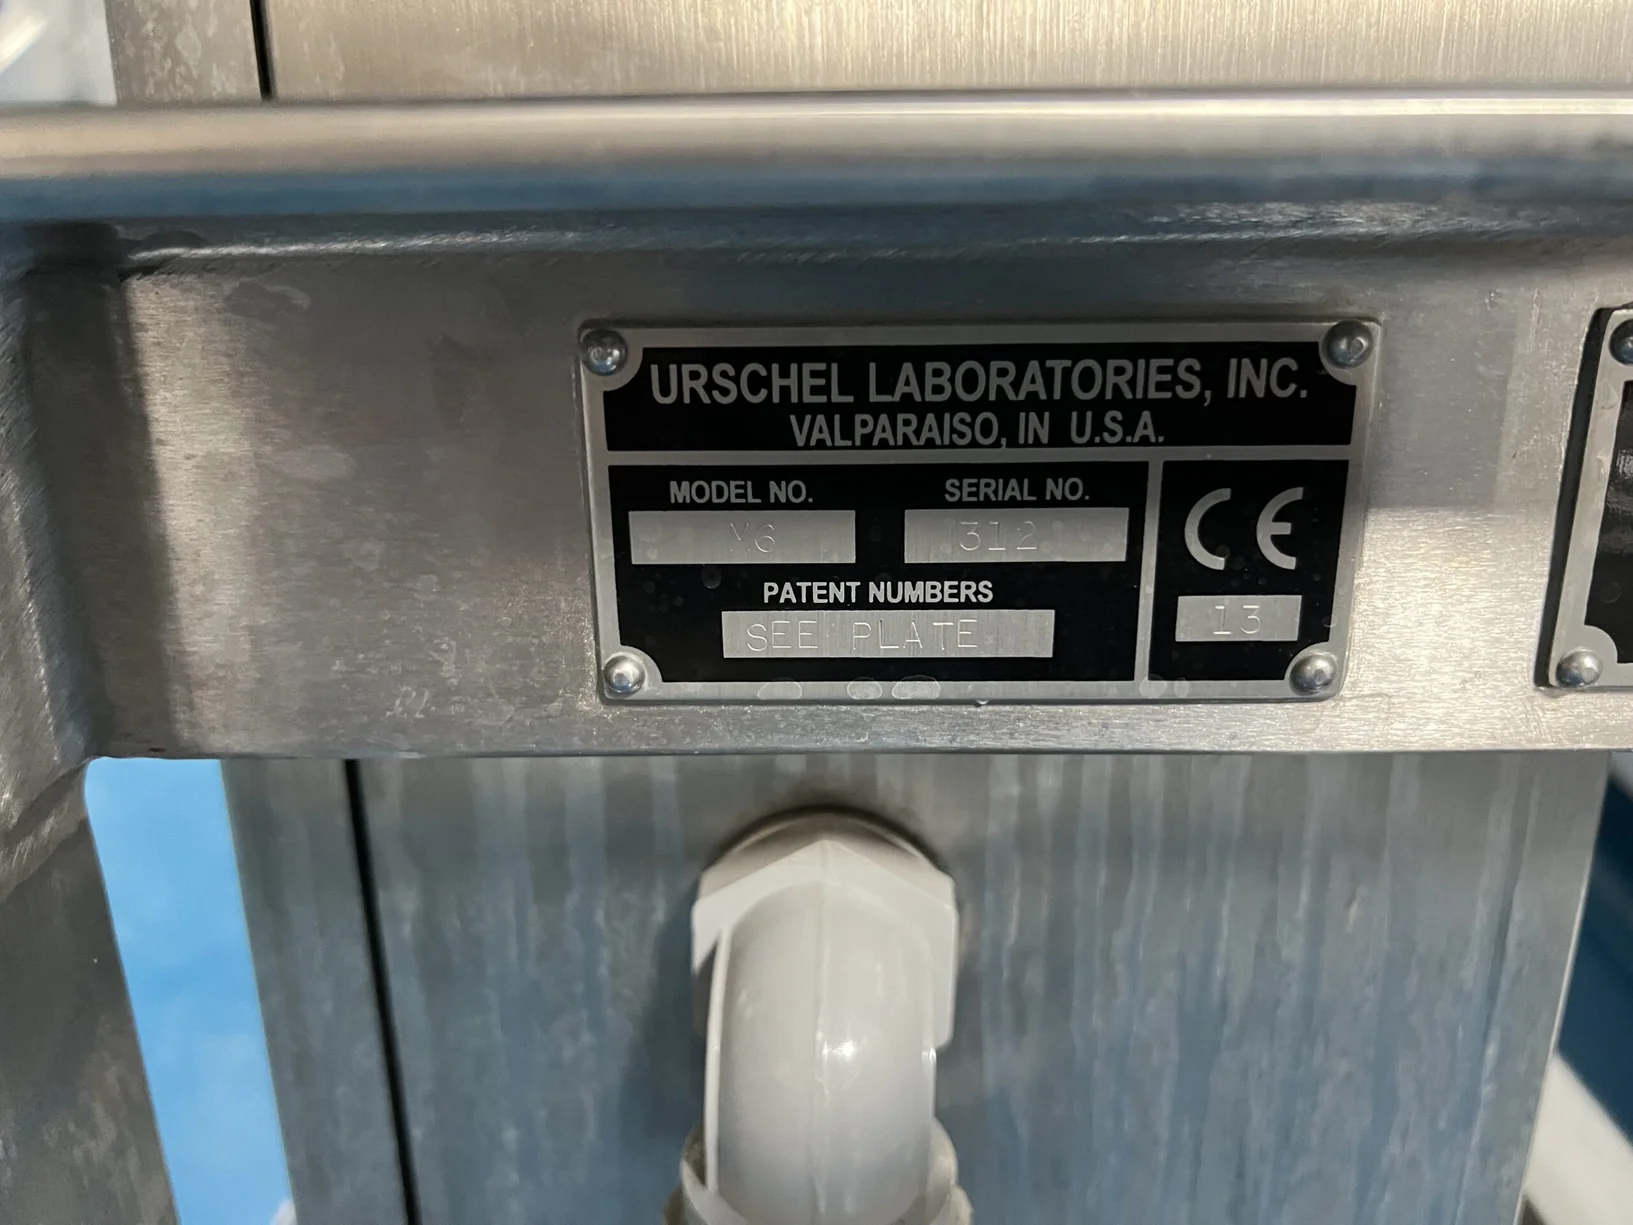 URSCHEL LABORATORIES, INC.
VALPARAISO, IN U.S.A.
MODEL NO. SERIAL NO.
M6 312
PATENT NUMBERS
SEE PLATE
CE
13